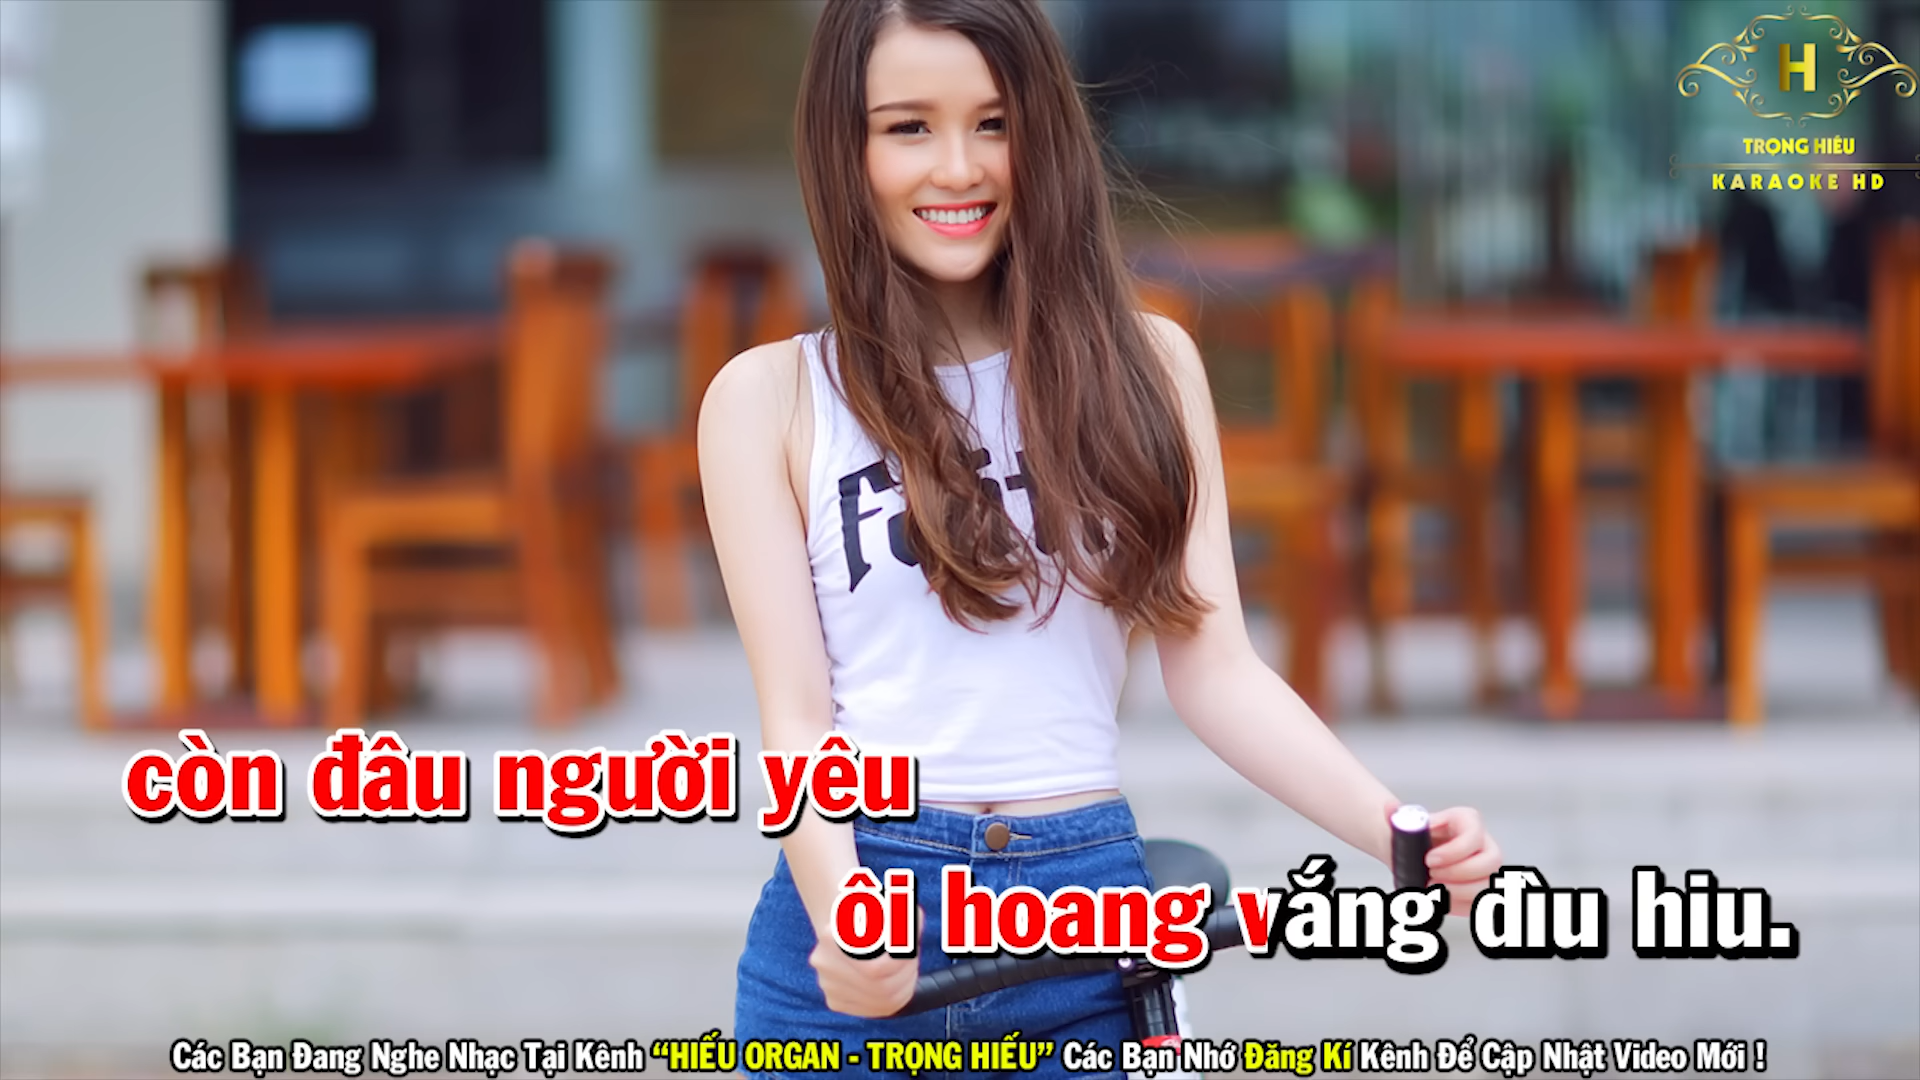 H
TRỌNG HIẾU
KARAOKE HD
còn đâu người yêu
ôi hoang vắng đìu hiu.
Các Bạn Đang Nghe Nhạc Tại Kênh “HIẾU ORGAN - TRỌNG HIẾU” Các Bạn Nhớ Đăng Kí Kênh Để Cập Nhật Video Mới !